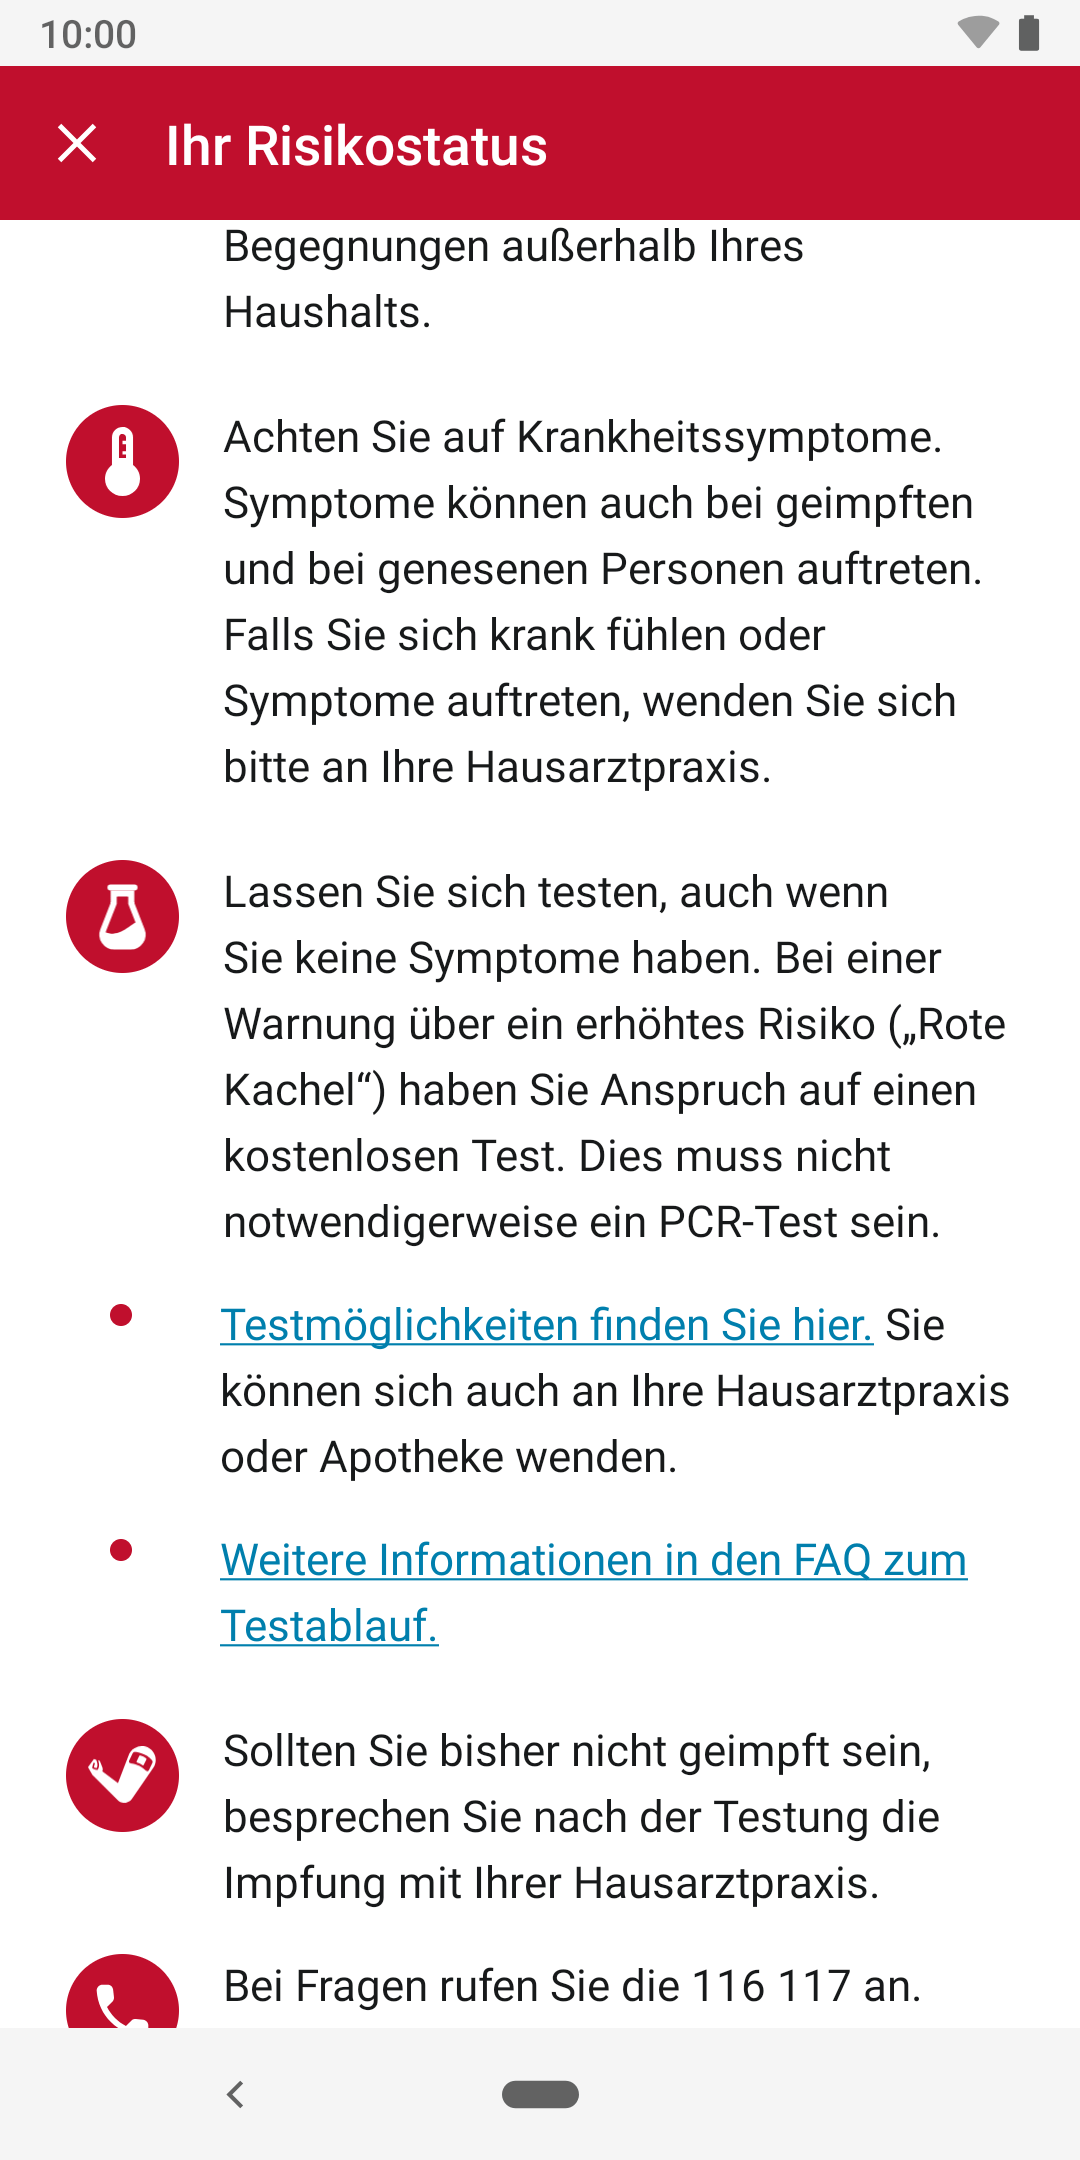 10:00
Ihr Risikostatus
Begegnungen außerhalb Ihres
Haushalts.
Achten Sie auf Krankheitssymptome.
Symptome können auch bei geimpften
und bei genesenen Personen auftreten.
Falls Sie sich krank fühlen oder
Symptome auftreten, wenden Sie sich
bitte an Ihre Hausarztpraxis.
Lassen Sie sich testen, auch wenn
Sie keine Symptome haben. Bei einer
Warnung über ein erhöhtes Risiko („Rote
Kachel“) haben Sie Anspruch auf einen
kostenlosen Test. Dies muss nicht
notwendigerweise ein PCR-Test sein.
Testmöglichkeiten finden Sie hier. Sie
können sich auch an Ihre Hausarztpraxis
oder Apotheke wenden.
Weitere Informationen in den FAQ zum
Testablauf.
Sollten Sie bisher nicht geimpft sein,
besprechen Sie nach der Testung die
Impfung mit Ihrer Hausarztpraxis.
Bei Fragen rufen Sie die 116 117 an.